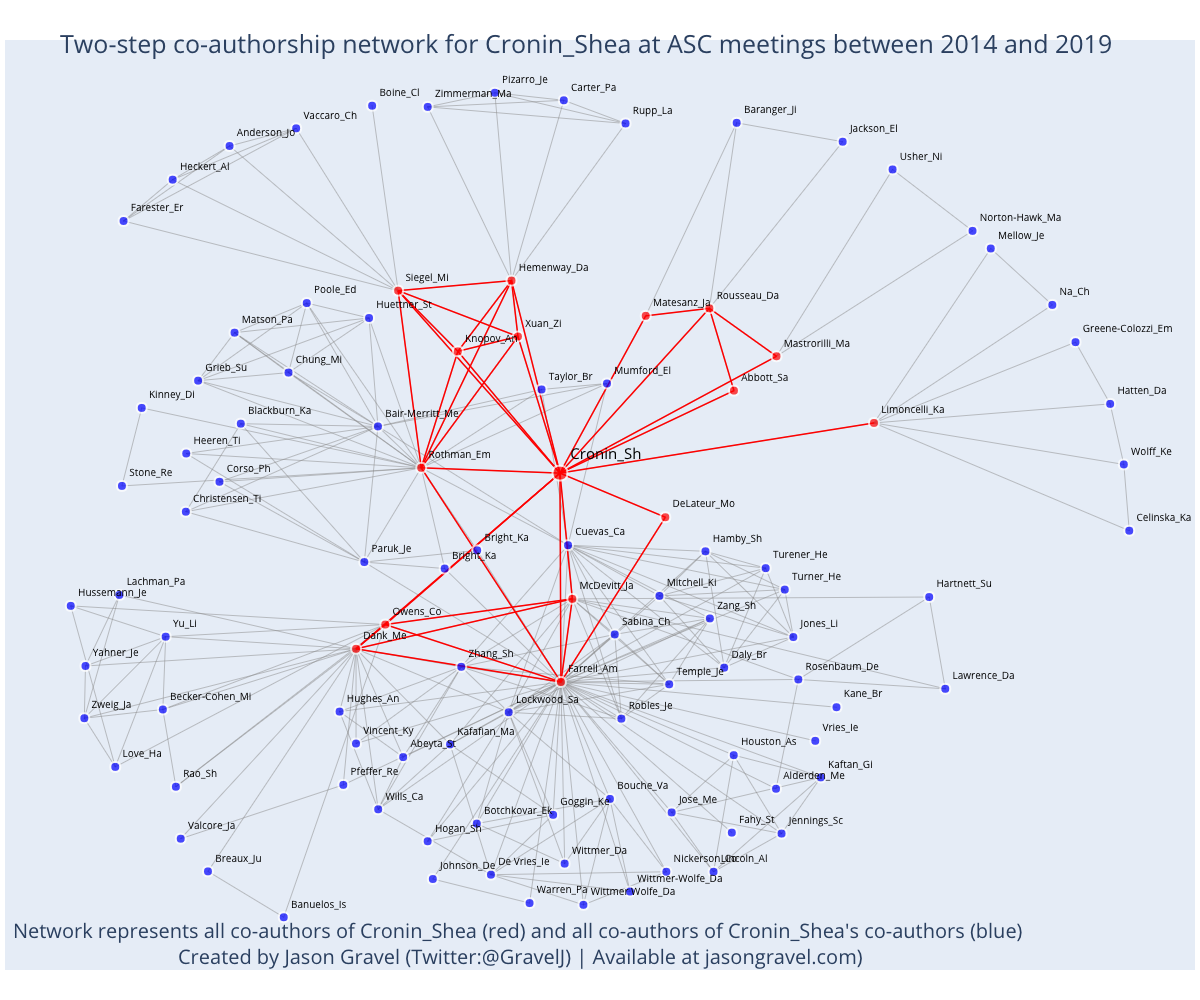 Two-step co-authorship network for Cronin_Shea at ASC meetings between 2014 and 2019
Pizarro_Je
Boine_Cl
Zimmerman_Ma
Carter_Pa
Rupp_La
Vaccaro_Ch
Baranger_Ji
Anderson_Jo
Jackson_El
Heckert_Al
Usher_Ni
Farester_Er
Norton-Hawk_Ma
Mellow_Je
Hemenway_Da
Siegel_Mi
Poole_Ed
Huettner_St
Matesanz_Ja
Rousseau_Da
Na_Ch
Matson_Pa
Xuan_Zi
Knopov_An
Mastrorilli_Ma
Greene-Colozzi_Em
Grieb_Su
Chung_Mi
Taylor_Br
Mumford_El
Abbott_Sa
Kinney_Di
Blackburn_Ka
Bair-Merritt_Me
Limoncelli_Ka
Hatten_Da
Heeren_Ti
Rothman_Em
Cronin_Sh
Wolff_Ke
Stone_Re
Corso_Ph
Christensen_Ti
DeLateur_Mo
Celinska_Ka
Cuevas_Ca
Bright_Ka
Paruk_Je
Bright_Ka
Hamby_Sh
Turener_He
Lachman_Pa
Hussemann_Je
McDevitt_Ja
Mitchell_Ki
Turner_He
Hartnett_Su
Yu_Li
Owens_Co
Sabina_Ch
Zang_Sh
Jones_Li
Yahner_Je
Dank_Me
Zhang_Sh
Farrell_Am
Temple_Je
Daly_Br
Rosenbaum_De
Lawrence_Da
Zweig_Ja
Becker-Cohen_Mi
Hughes_An
Lockwood_Sa
Robles_Je
Kane_Br
Vincent_Ky
Kafafian_Ma
Vries_Ie
Love_Ha
Abeyta_St
Houston_As
Kaftan_Gi
Rao_Sh
Pfeffer_Re
Bouche_Va
Alderden_Me
Wills_Ca
Botchkovar_Ek
Goggin_Ke
Jose_Me
Valcore_Ja
Hogan_Sh
Fahy_St
Jennings_Sc
Breaux_Ju
Johnson_De
De Vries_Ie
Wittmer_Da
Lincoln_Al
Warren_Pa
Wittmer-Wolfe_Da
Wittmer-Wolfe_Da
Banuelos_Is
Network represents all co-authors of Cronin_Shea (red) and all co-authors of Cronin_Shea's co-authors (blue)
Created by Jason Gravel (Twitter:@GravelJ) | Available at jasongravel.com)